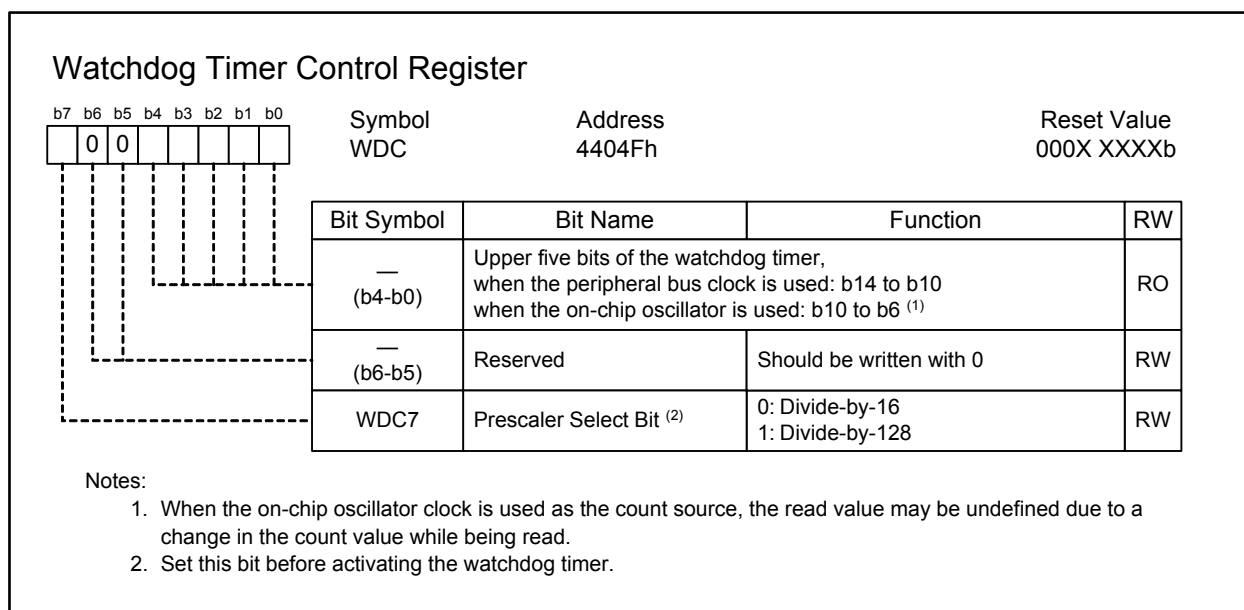 Watchdog Timer Control Register
b7 b6 b5 b4 b3 b2 b1 b0
0 0
Symbol Address Reset Value
WDC 4404Fh 000X XXXXb
Bit Symbol Bit Name Function RW
—
(b4-b0)
Upper five bits of the watchdog timer,
when the peripheral bus clock is used: b14 to b10
when the on-chip oscillator is used: b10 to b6 (1)
RO
—
(b6-b5)
Reserved
Should be written with 0
RW
WDC7
Prescaler Select Bit (2)
0: Divide-by-16
1: Divide-by-128
RW
Notes:
1. When the on-chip oscillator clock is used as the count source, the read value may be undefined due to a
change in the count value while being read.
2. Set this bit before activating the watchdog timer.